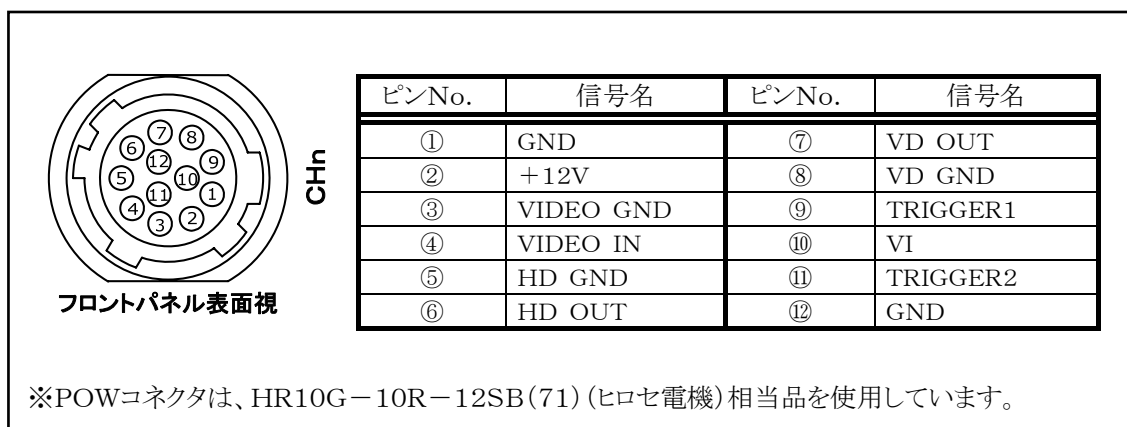 ⑦ ⑧
⑥ ⑫ ⑨
⑤ ⑩
④ ⑪ ①
③ ②
CHn
フロントパネル表面視
ピンNo. 信号名 ピンNo. 信号名
① GND ⑦ VD OUT
② +12V ⑧ VD GND
③ VIDEO GND ⑨ TRIGGER1
④ VIDEO IN ⑩ VI
⑤ HD GND ⑪ TRIGGER2
⑥ HD OUT ⑫ GND
※POWコネクタは、HR10G-10R-12SB(71)(ヒロセ電機)相当品を使用しています。